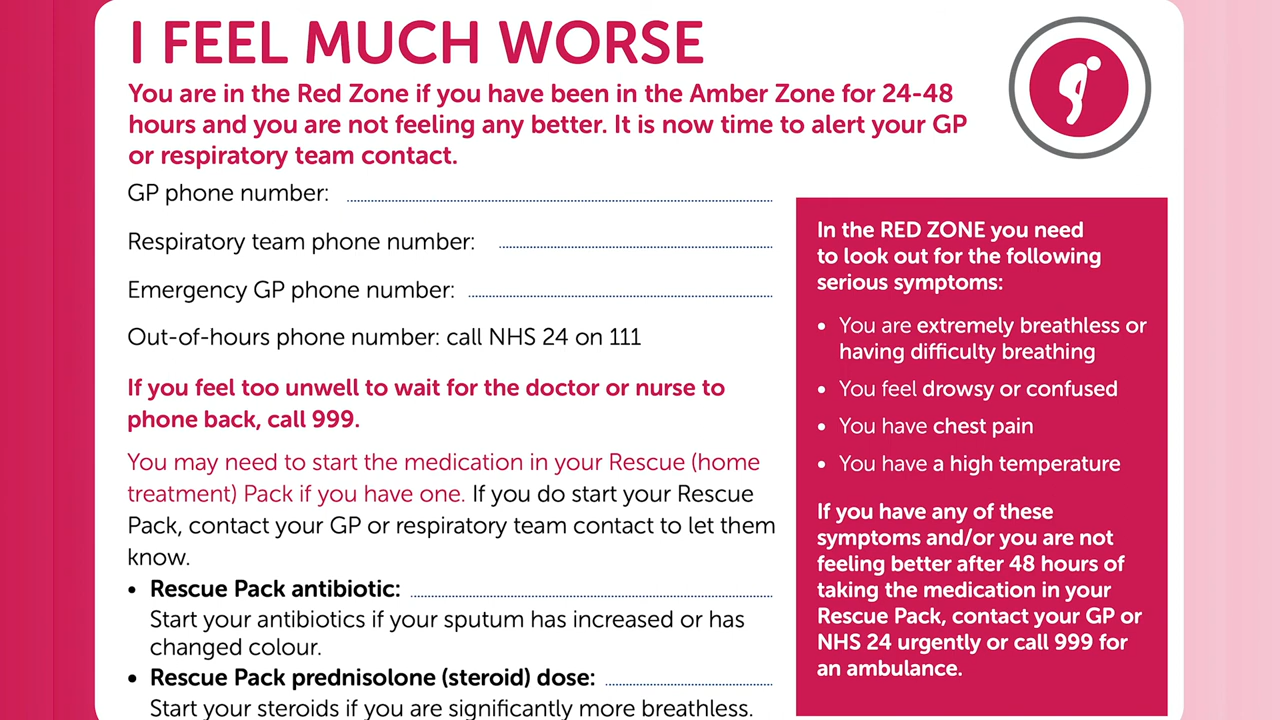 I FEEL MUCH WORSE
You are in the Red Zone if you have been in the Amber Zone for 24-48
hours and you are not feeling any better. It is now time to alert your GP
or respiratory team contact.
GP phone number:
Respiratory team phone number:
Emergency GP phone number:
Out-of-hours phone number: call NHS 24 on 111
If you feel too unwell to wait for the doctor or nurse to
phone back, call 999.
You may need to start the medication in your Rescue (home
treatment) Pack if you have one. If you do start your Rescue
Pack, contact your GP or respiratory team contact to let them
know.
• Rescue Pack antibiotic:
Start your antibiotics if your sputum has increased or has
changed colour.
• Rescue Pack prednisolone (steroid) dose:
Start your steroids if you are significantly more breathless.
In the RED ZONE you need
to look out for the following
serious symptoms:
• You are extremely breathless or
having difficulty breathing
• You feel drowsy or confused
• You have chest pain
• You have a high temperature
If you have any of these
symptoms and/or you are not
feeling better after 48 hours of
taking the medication in your
Rescue Pack, contact your GP or
NHS 24 urgently or call 999 for
an ambulance.